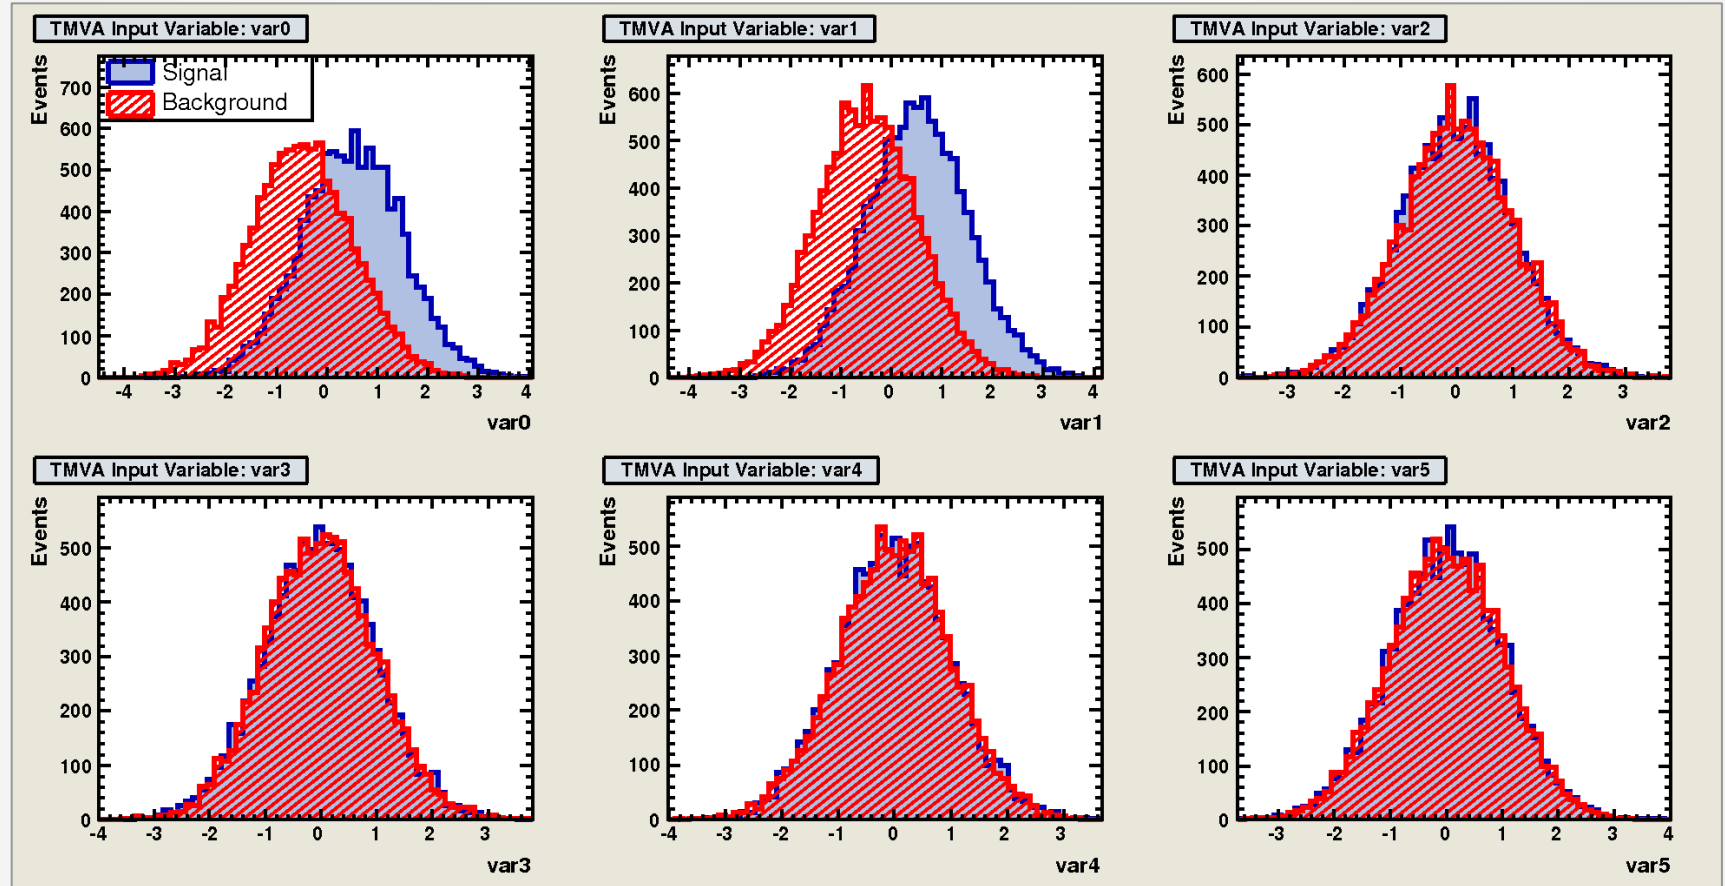 TMVA Input Variable: var0
Events
Signal
Background
700
600
500
400
300
200
100
0
-4 -3 -2 -1 0 1 2 3 4
var0
TMVA Input Variable: var1
Events
600
500
400
300
200
100
0
-4 -3 -2 -1 0 1 2 3 4
var1
TMVA Input Variable: var2
Events
600
500
400
300
200
100
0
-3 -2 -1 0 1 2 3
var2
TMVA Input Variable: var3
Events
500
400
300
200
100
0
-4 -3 -2 -1 0 1 2 3
var3
TMVA Input Variable: var4
Events
500
400
300
200
100
0
-4 -3 -2 -1 0 1 2 3
var4
TMVA Input Variable: var5
Events
500
400
300
200
100
0
-3 -2 -1 0 1 2 3 4
var5